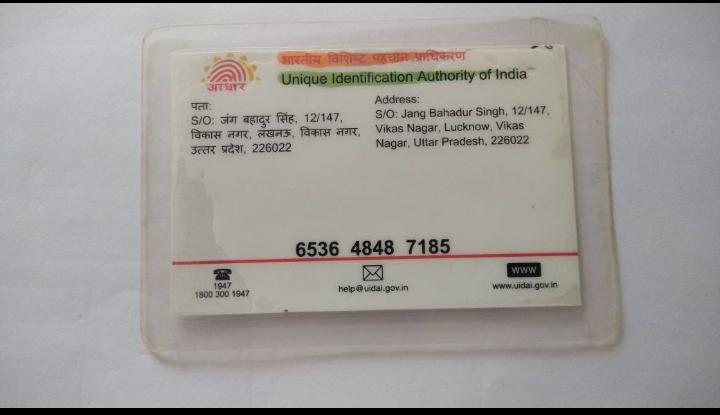 भारतीय विशिष्ट पहचान प्राधिकरण
Unique Identification Authority of India
आधार
पता:
S/O: जंग बहादुर सिंह, 12/147,
विकास नगर, लखनऊ, विकास नगर,
उत्तर प्रदेश, 226022
Address:
S/O: Jang Bahadur Singh, 12/147,
Vikas Nagar, Lucknow, Vikas
Nagar, Uttar Pradesh, 226022
6536 4848 7185
1947
1800 300 1947
help@uidai.gov.in
www
www.uidai.gov.in